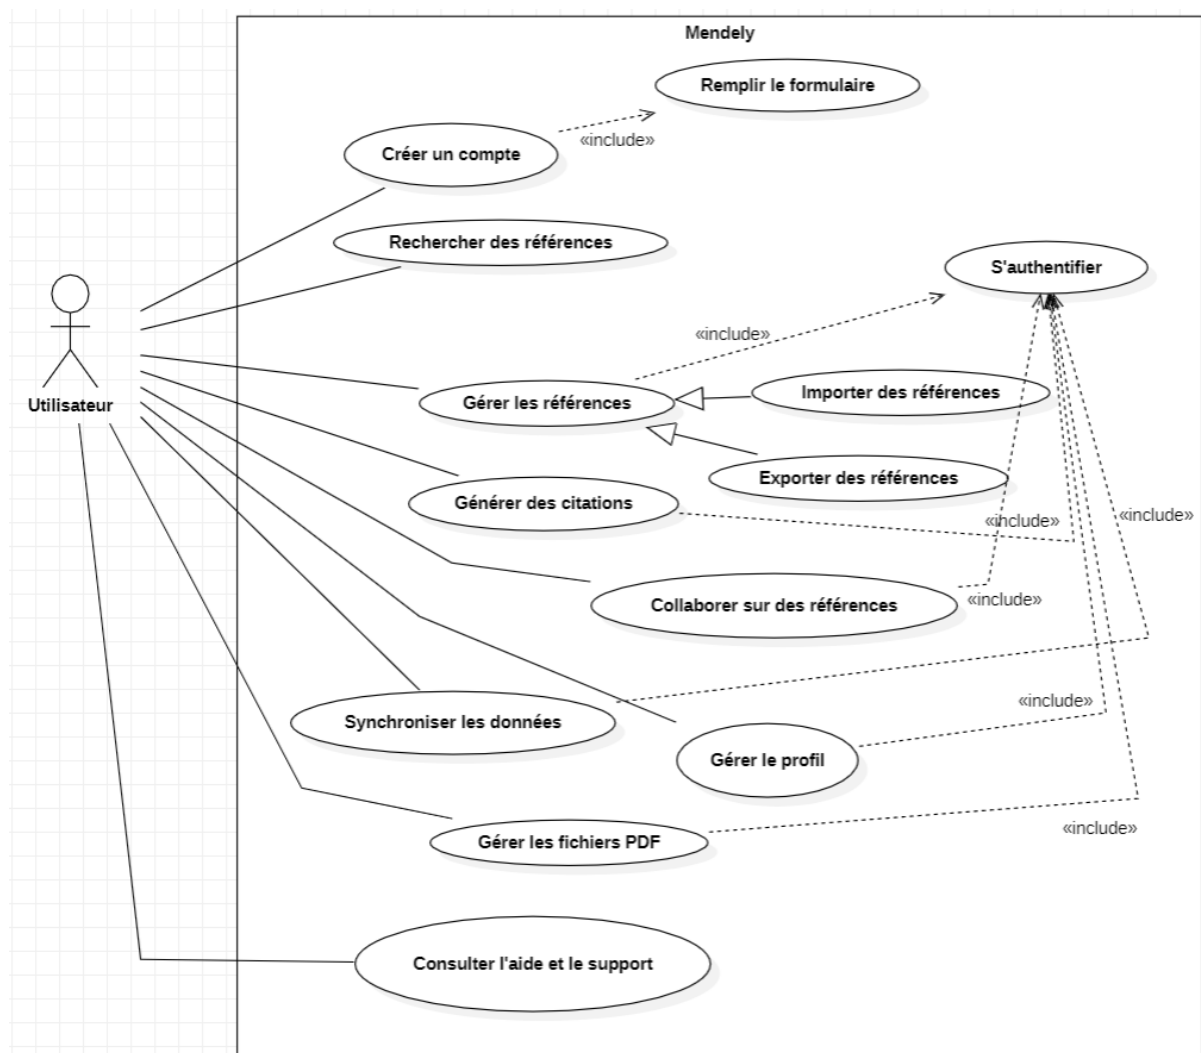 Mendely
Remplir le formulaire
«include»
Créer un compte
Rechercher des références
S'authentifier
«include»
Utilisateur
Gérer les références
Importer des références
Exporter des références
Générer des citations
«include»
«include»
Collaborer sur des références
«include»
Synchroniser les données
«include»
Gérer le profil
Gérer les fichiers PDF
«include»
Consulter l'aide et le support